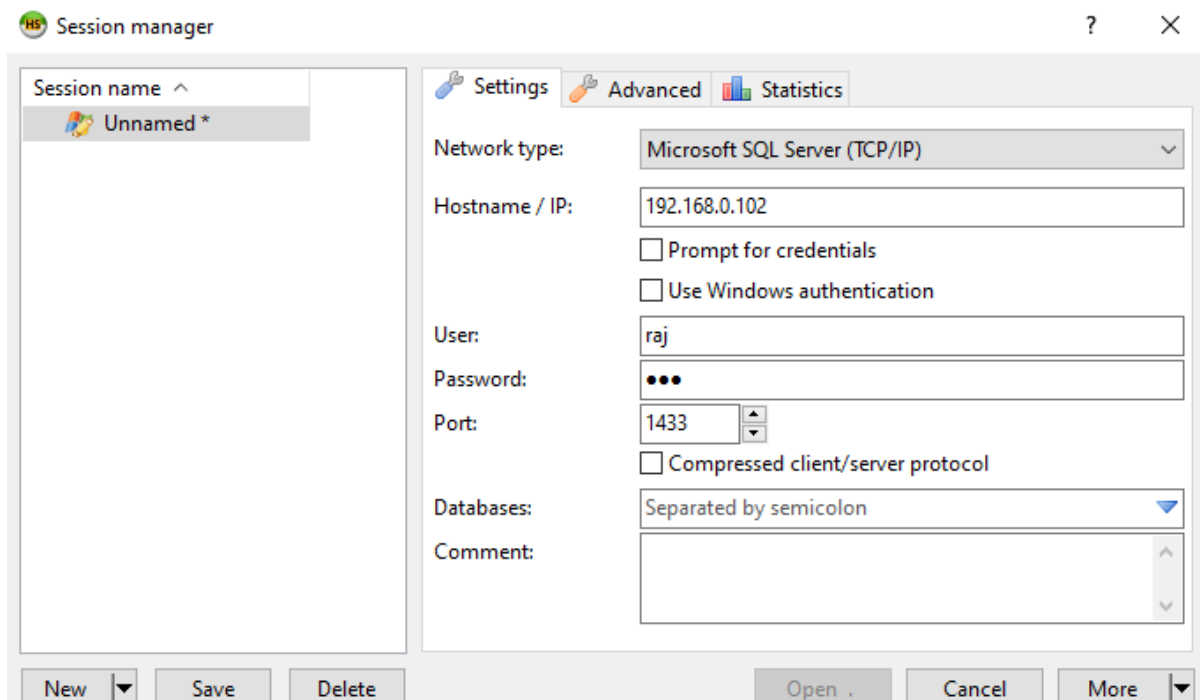 HS Session manager ?
Session name
Unnamed *
Settings Advanced Statistics
Network type: Microsoft SQL Server (TCP/IP)
Hostname / IP: 192.168.0.102
Prompt for credentials
Use Windows authentication
User: raj
Password: ●●●
Port: 1433
Compressed client/server protocol
Databases: Separated by semicolon
Comment:
New Save Delete Open . Cancel More